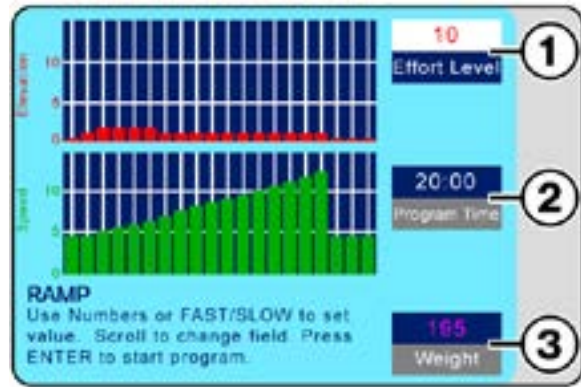 10
Effort Level
1
Elevation
10
5
0
20:00
Program Time
2
Speed
10
5
0
RAMP
Use Numbers or FAST/SLOW to set
value. Scroll to change field. Press
ENTER to start program.
195
Weight
3